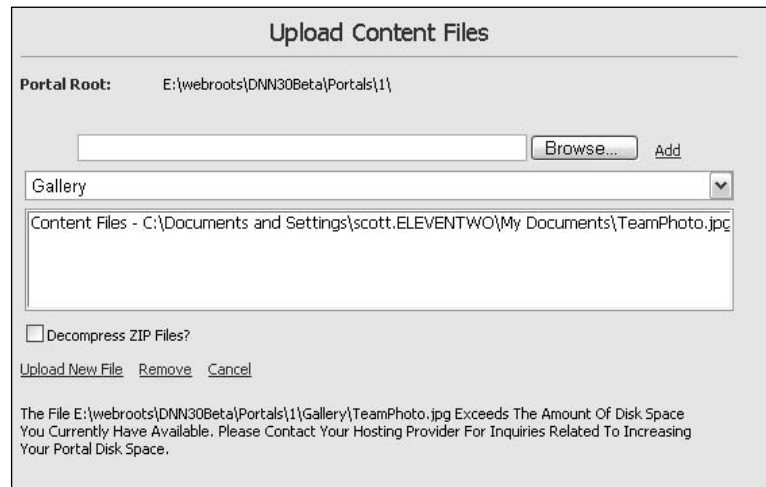 Upload Content Files
Portal Root: E:\webroots\DNN30Beta\Portals\1\
Browse... Add
Gallery
Content Files - C:\Documents and Settings\scott.ELEVENTWO\My Documents\TeamPhoto.jpg
Decompress ZIP Files?
Upload New File Remove Cancel
The File E:\webroots\DNN30Beta\Portals\1\Gallery\TeamPhoto.jpg Exceeds The Amount Of Disk Space
You Currently Have Available. Please Contact Your Hosting Provider For Inquiries Related To Increasing
Your Portal Disk Space.